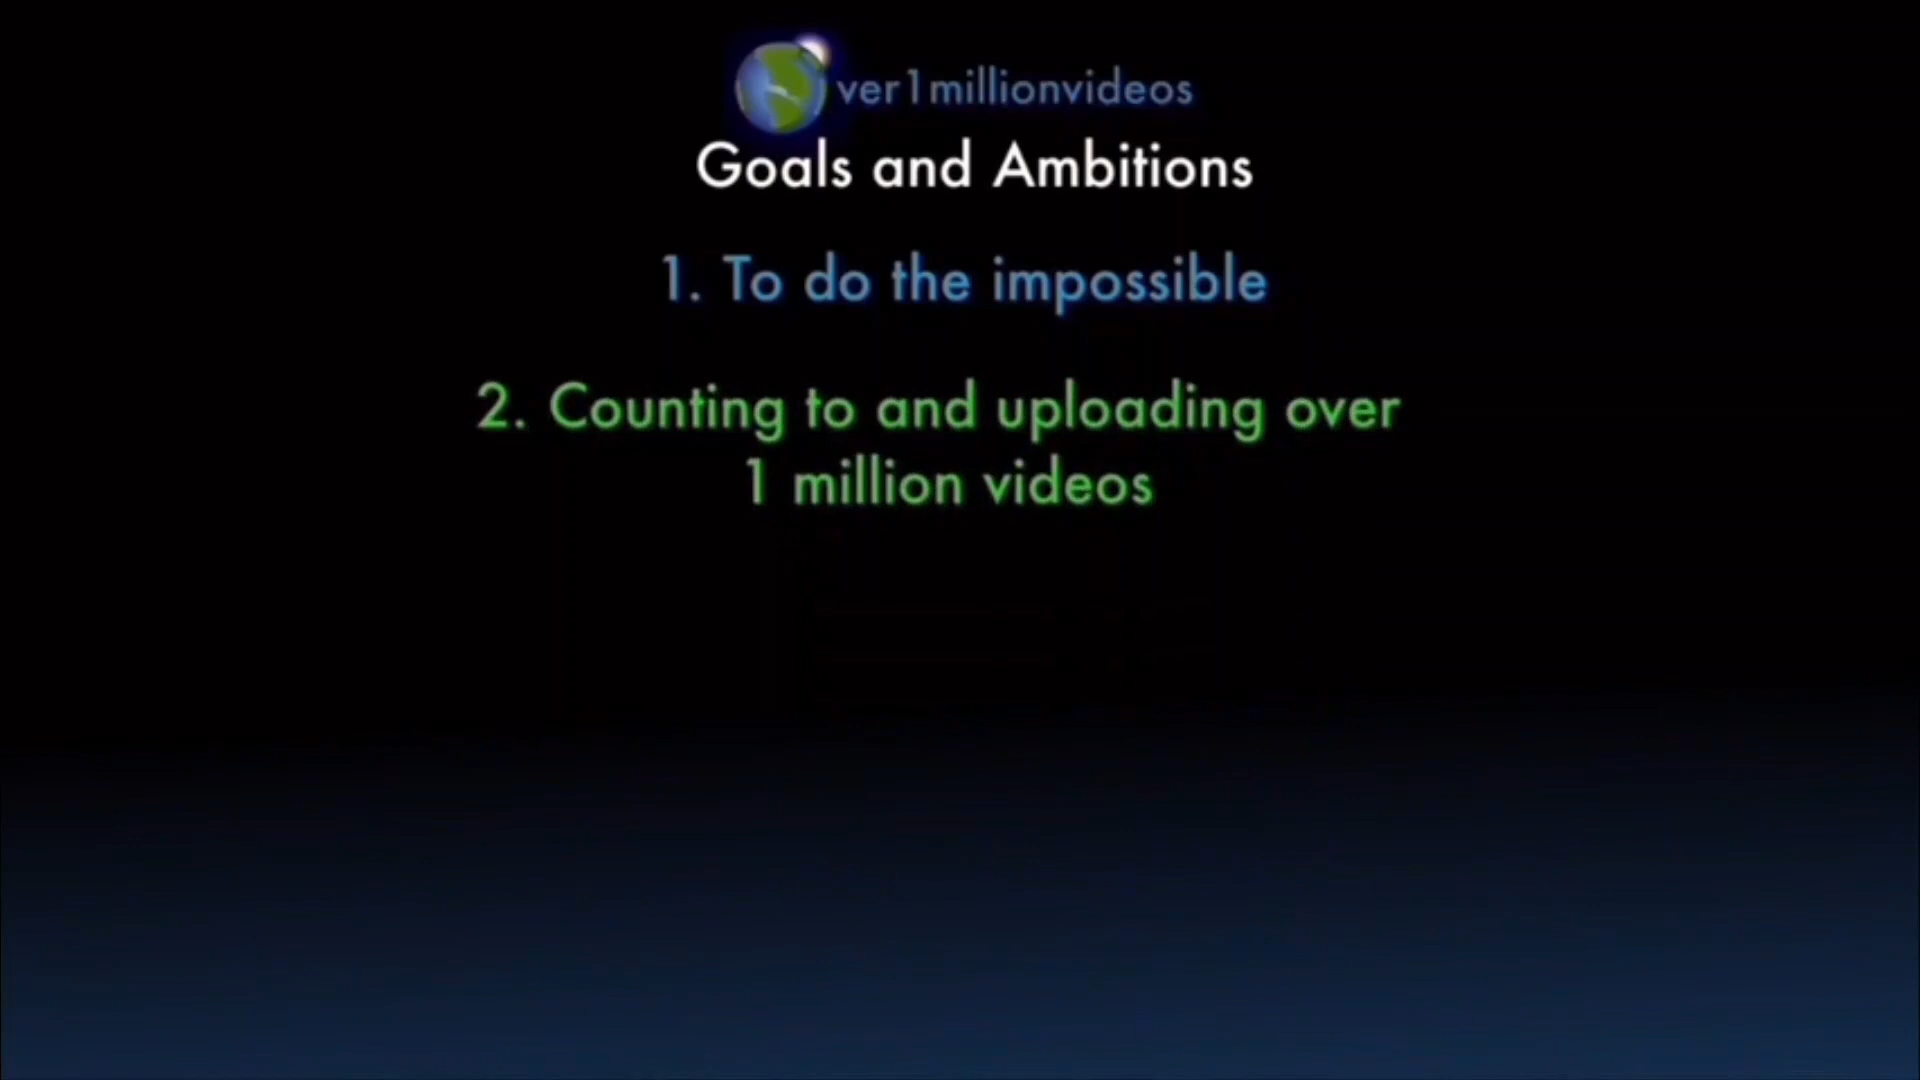 ver1millionvideos
Goals and Ambitions
1. To do the impossible
2. Counting to and uploading over
1 million videos